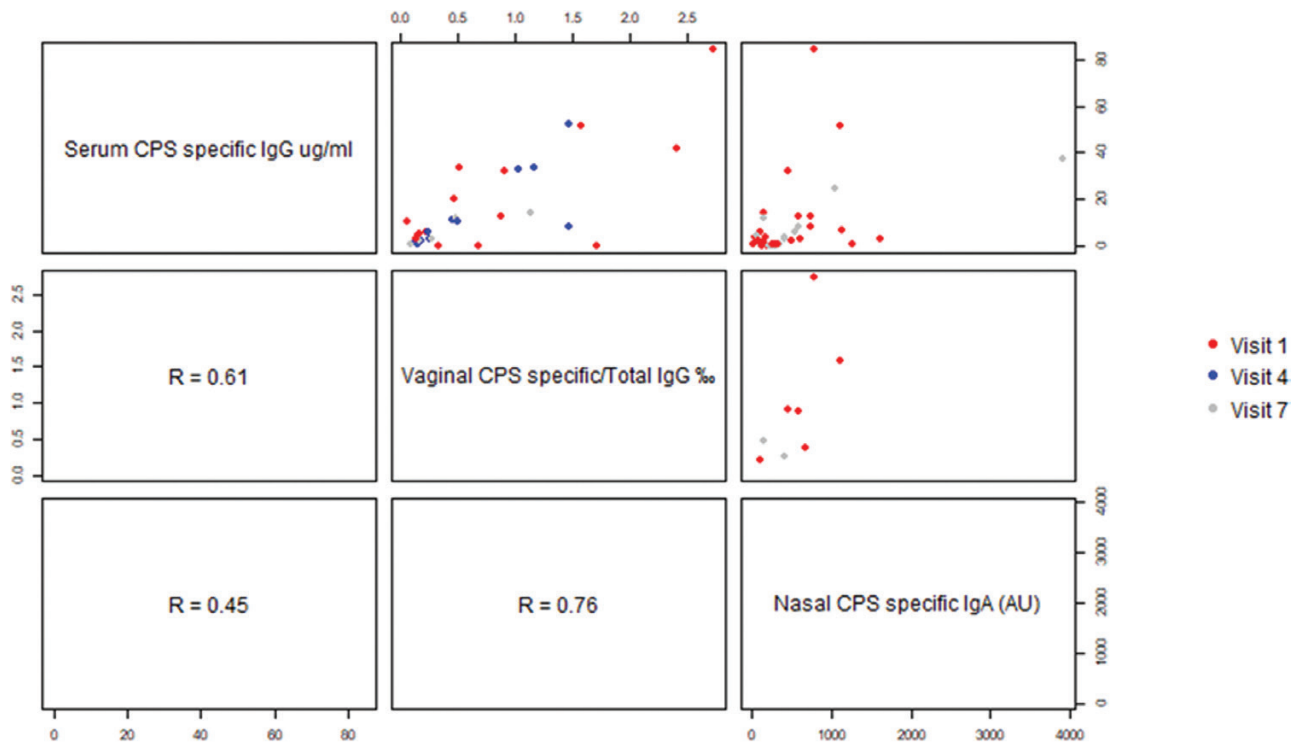 0.0 0.5 1.0 1.5 2.0 2.5
Serum CPS specific IgG ug/ml
0 20 40 60 80
0.0 0.5 1.0 1.5 2.0 2.5
R = 0.61
Vaginal CPS specific/Total IgG ‰
Visit 1
Visit 4
Visit 7
R = 0.45
R = 0.76
Nasal CPS specific IgA (AU)
0 1000 2000 3000 4000
0 20 40 60 80
0 1000 2000 3000 4000